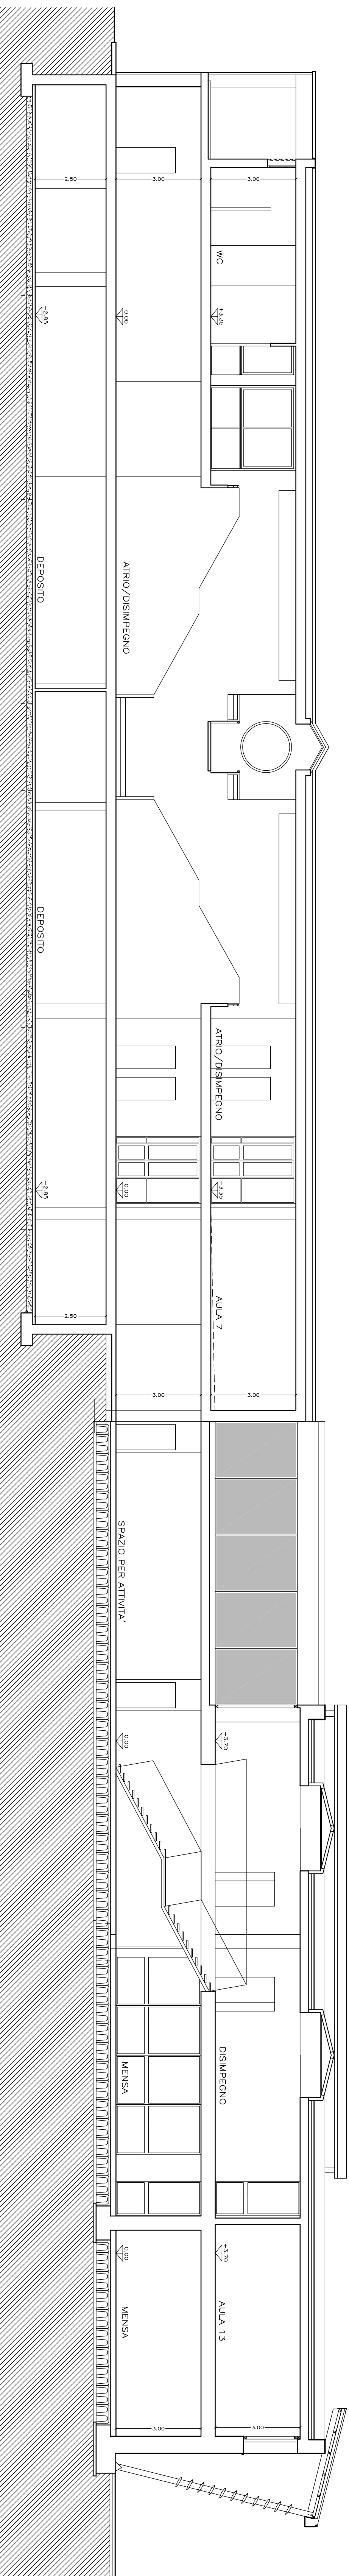 3.00
WC
+3.35
ATRIO/DISIMPEGNO
+3.35
AULA 7
3.00
+3.70
DISIMPEGNO
+3.70
AULA 13
3.00
3.00
0.00
ATRIO/DISIMPEGNO
0.00
3.00
SPAZIO PER ATTIVITA'
0.00
MENSA
0.00
MENSA
3.00
2.50
-2.85
DEPOSITO
DEPOSITO
-2.85
2.50